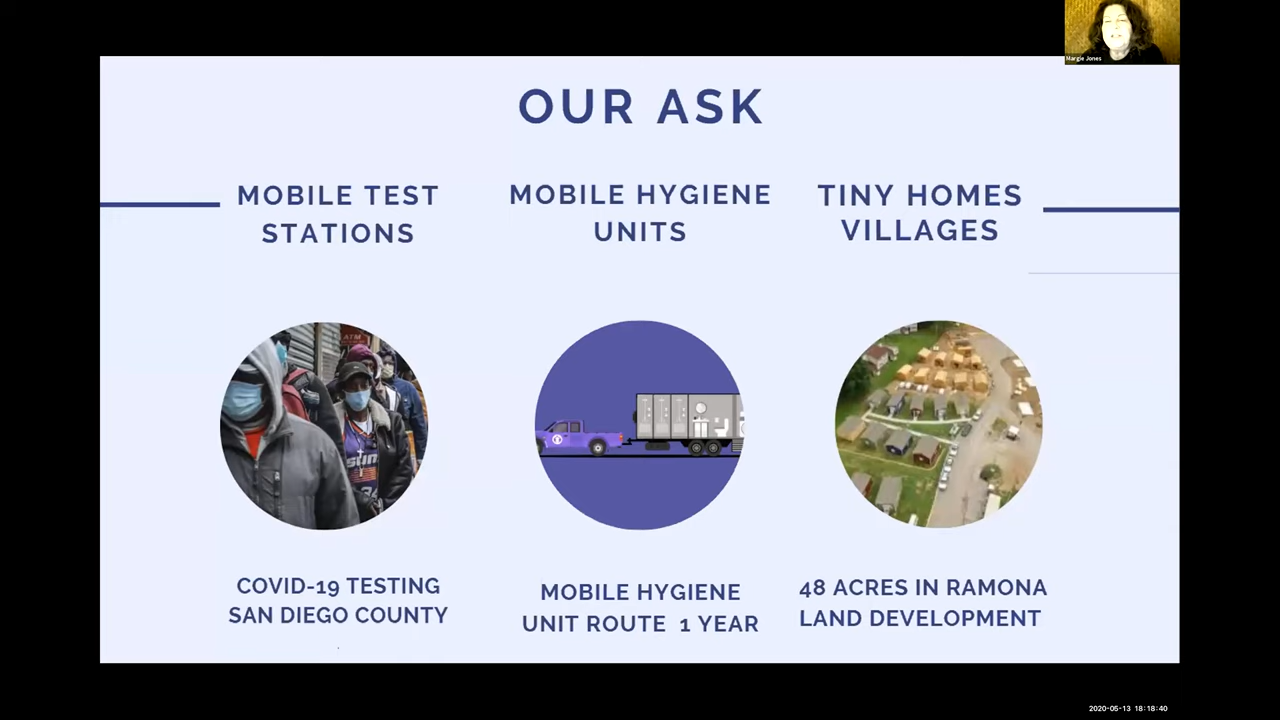 Margie Jones
OUR ASK
MOBILE TEST
STATIONS
MOBILE HYGIENE
UNITS
TINY HOMES
VILLAGES
ATM
COVID-19 TESTING
SAN DIEGO COUNTY
MOBILE HYGIENE
UNIT ROUTE 1 YEAR
48 ACRES IN RAMONA
LAND DEVELOPMENT
2020-05-13 18:18:40